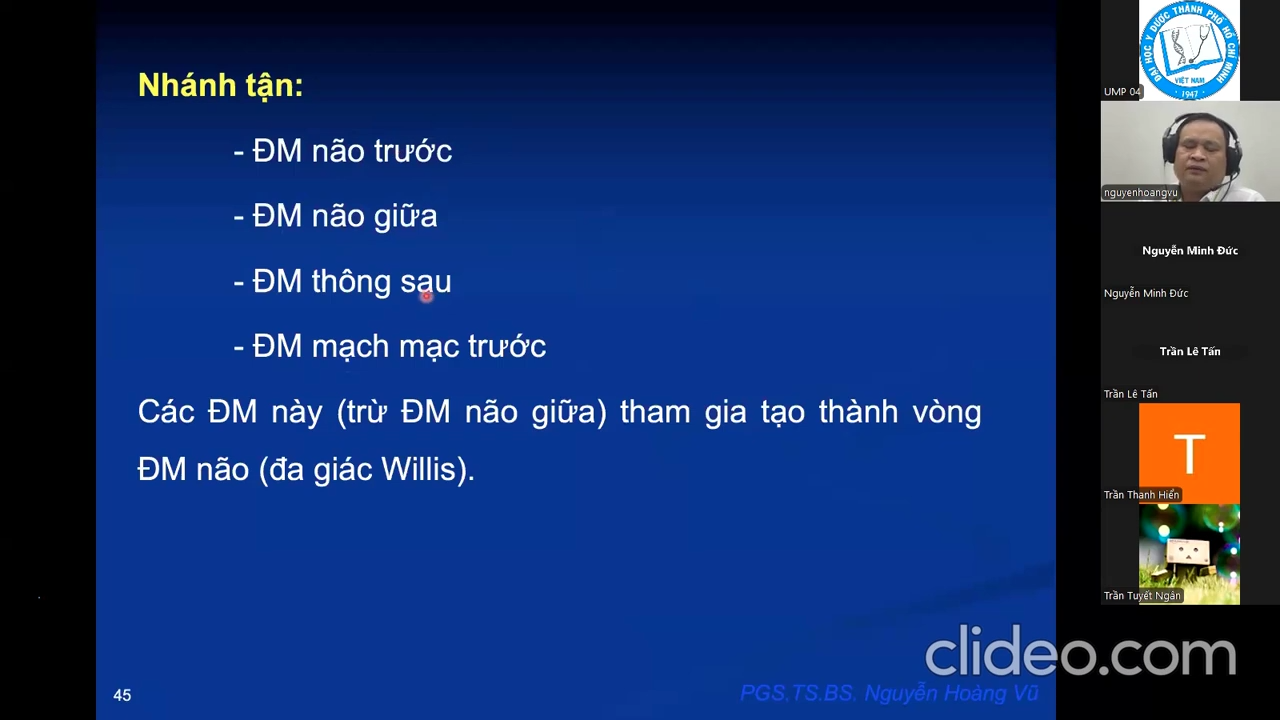 Nhánh tận:
- ĐM não trước
- ĐM não giữa
- ĐM thông sau
- ĐM mạch mạc trước
Các ĐM này (trừ ĐM não giữa) tham gia tạo thành vòng
ĐM não (đa giác Willis).
45
PGS.TS.BS. Nguyễn Hoàng Vũ
clideo.com
ĐẠI HỌC Y DƯỢC THÀNH PHỐ HỒ CHÍ MINH
VIỆT NAM
1947
UMP 04
nguyenhoangvu
Nguyễn Minh Đức
Nguyễn Minh Đức
Trần Lê Tấn
Trần Lê Tấn
T
Trần Thanh Hiển
Trần Tuyết Ngân